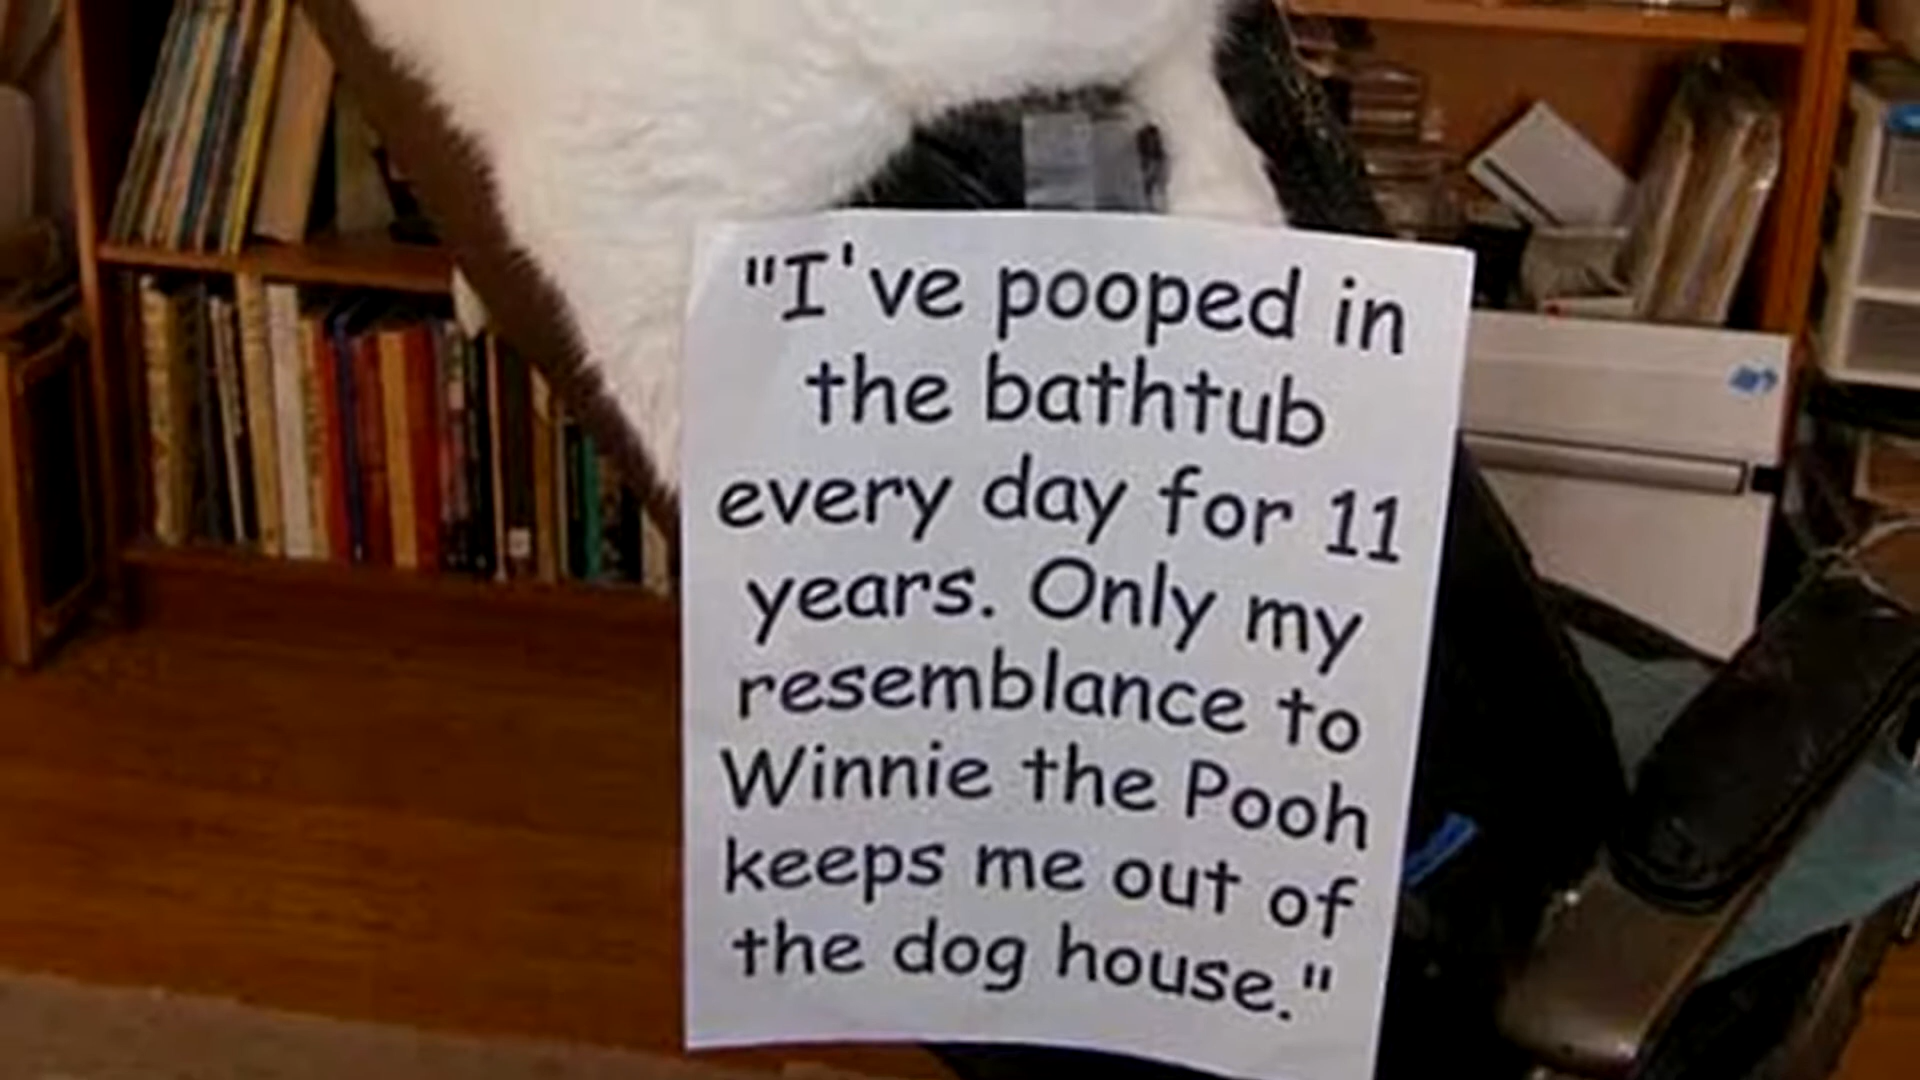 "I've pooped in
the bathtub
every day for 11
years. Only my
resemblance to
Winnie the Pooh
keeps me out of
the dog house."